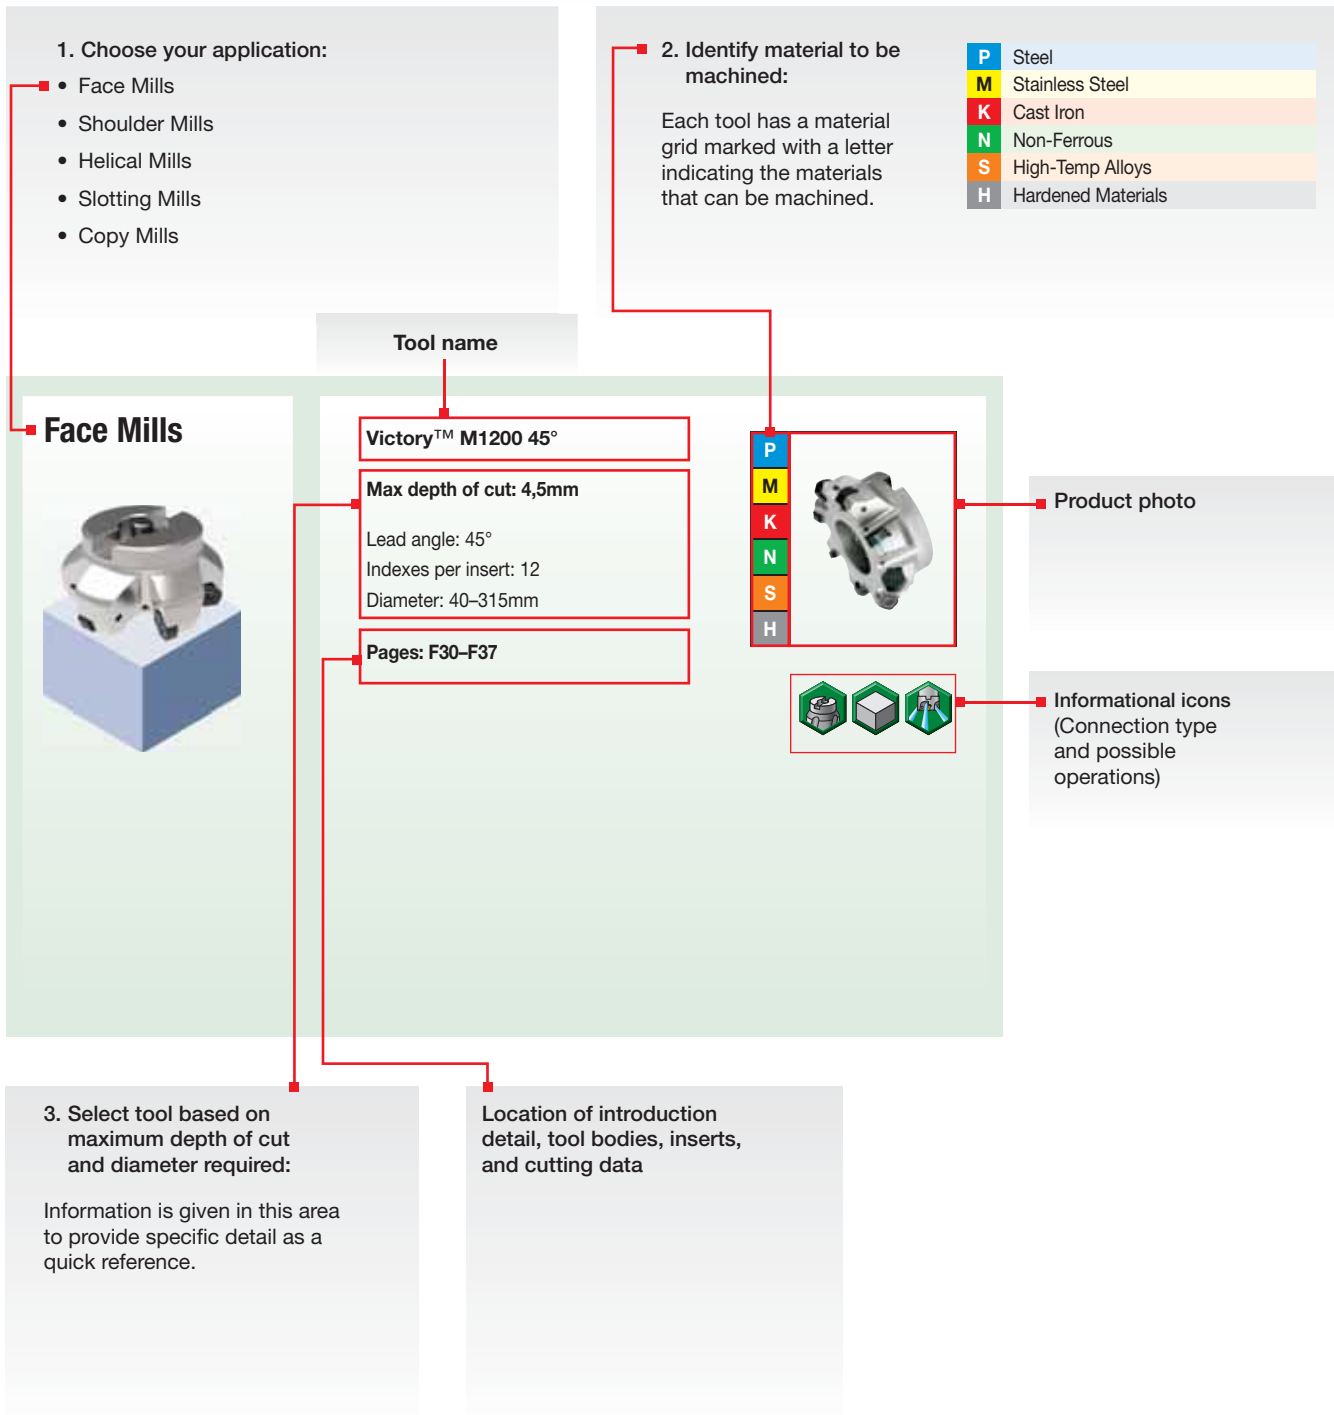 1. Choose your application:
• Face Mills
• Shoulder Mills
• Helical Mills
• Slotting Mills
• Copy Mills
2. Identify material to be
machined:
Each tool has a material
grid marked with a letter
indicating the materials
that can be machined.
P Steel
M Stainless Steel
K Cast Iron
N Non-Ferrous
S High-Temp Alloys
H Hardened Materials
Tool name
Face Mills
Victory™ M1200 45°
Max depth of cut: 4,5mm
Lead angle: 45°
Indexes per insert: 12
Diameter: 40–315mm
Pages: F30–F37
P
M
K
N
S
H
Product photo
Informational icons
(Connection type
and possible
operations)
3. Select tool based on
maximum depth of cut
and diameter required:
Information is given in this area
to provide specific detail as a
quick reference.
Location of introduction
detail, tool bodies, inserts,
and cutting data